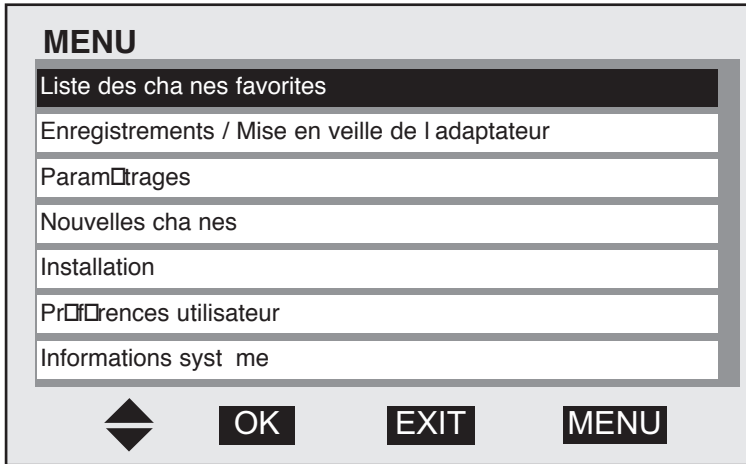 MENU
Liste des cha nes favorites
Enregistrements / Mise en veille de l adaptateur
Param□trages
Nouvelles cha nes
Installation
Pr□f□rences utilisateur
Informations syst me
OK EXIT MENU